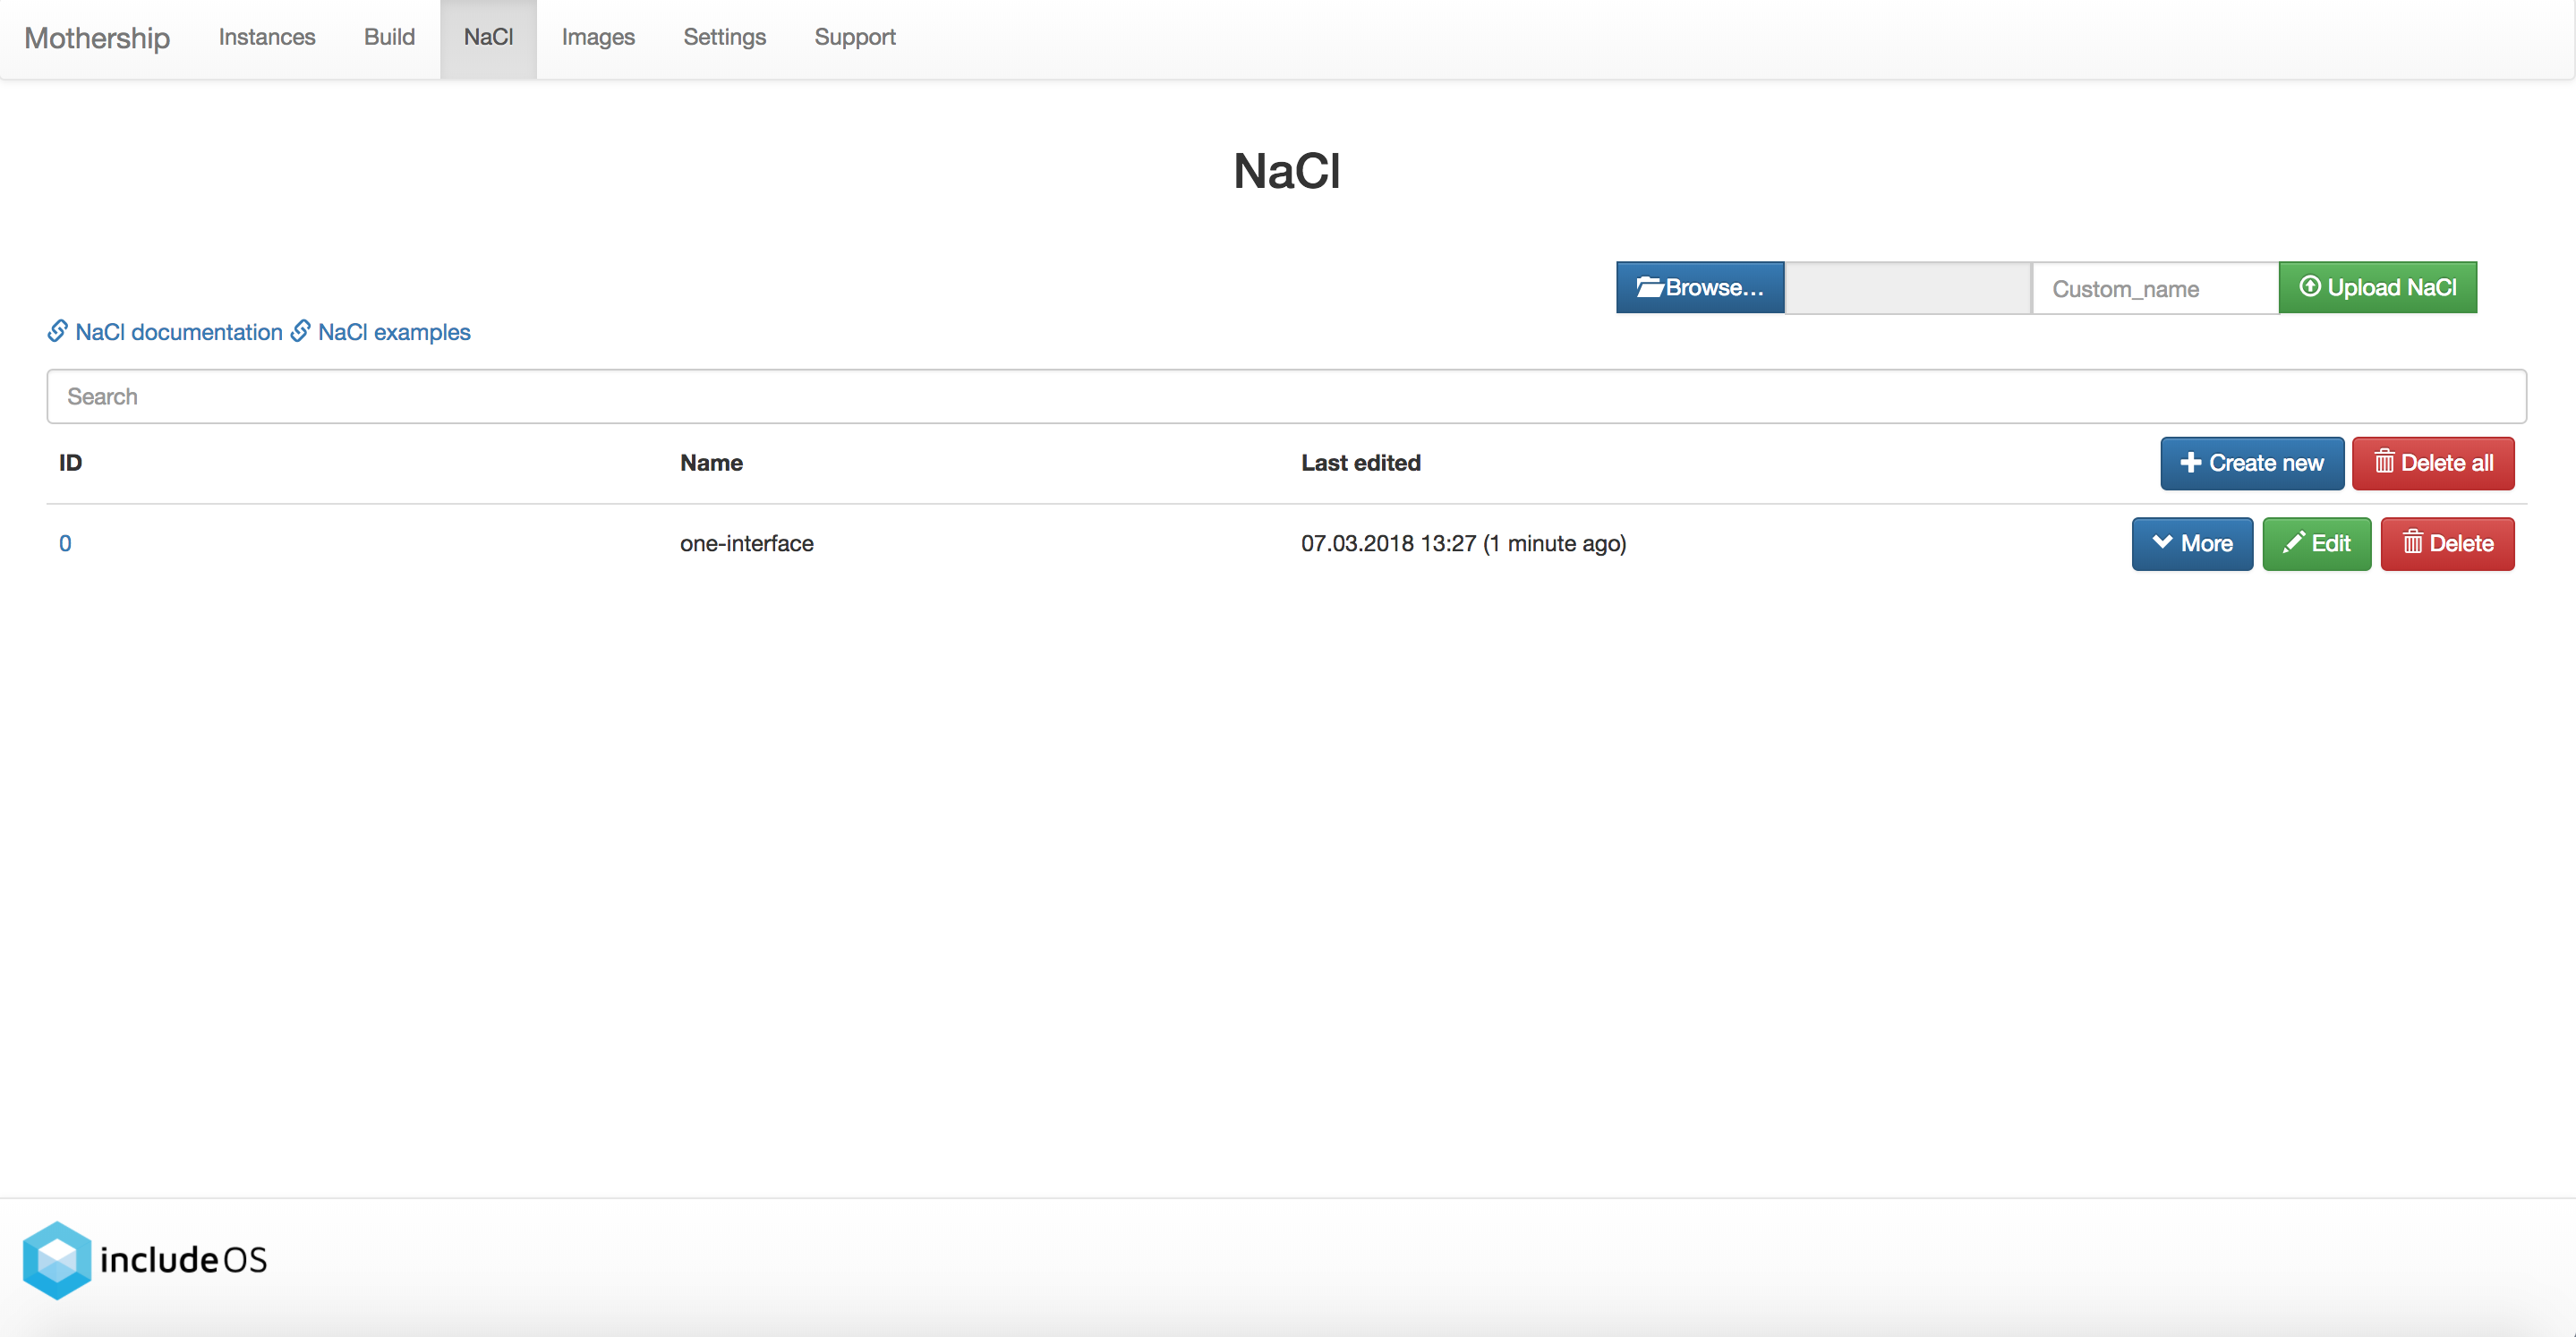 Mothership Instances Build NaCl Images Settings Support
NaCl
Browse... Custom_name Upload NaCl
NaCl documentation NaCl examples
Search
ID Name Last edited Create new Delete all
0 one-interface 07.03.2018 13:27 (1 minute ago) More Edit Delete
includeOS